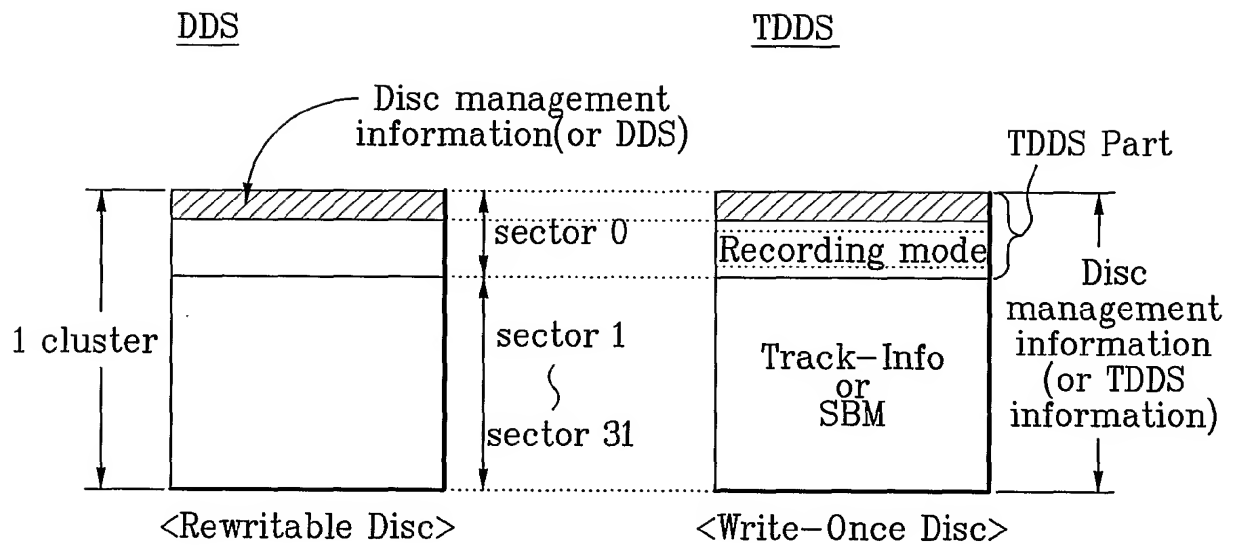 DDS
TDDS
Disc management
information(or DDS)
TDDS Part
sector 0
Recording mode
1 cluster
sector 1
sector 31
Track-Info
or
SBM
Disc
management
information
(or TDDS
information)
<Rewritable Disc>
<Write-Once Disc>